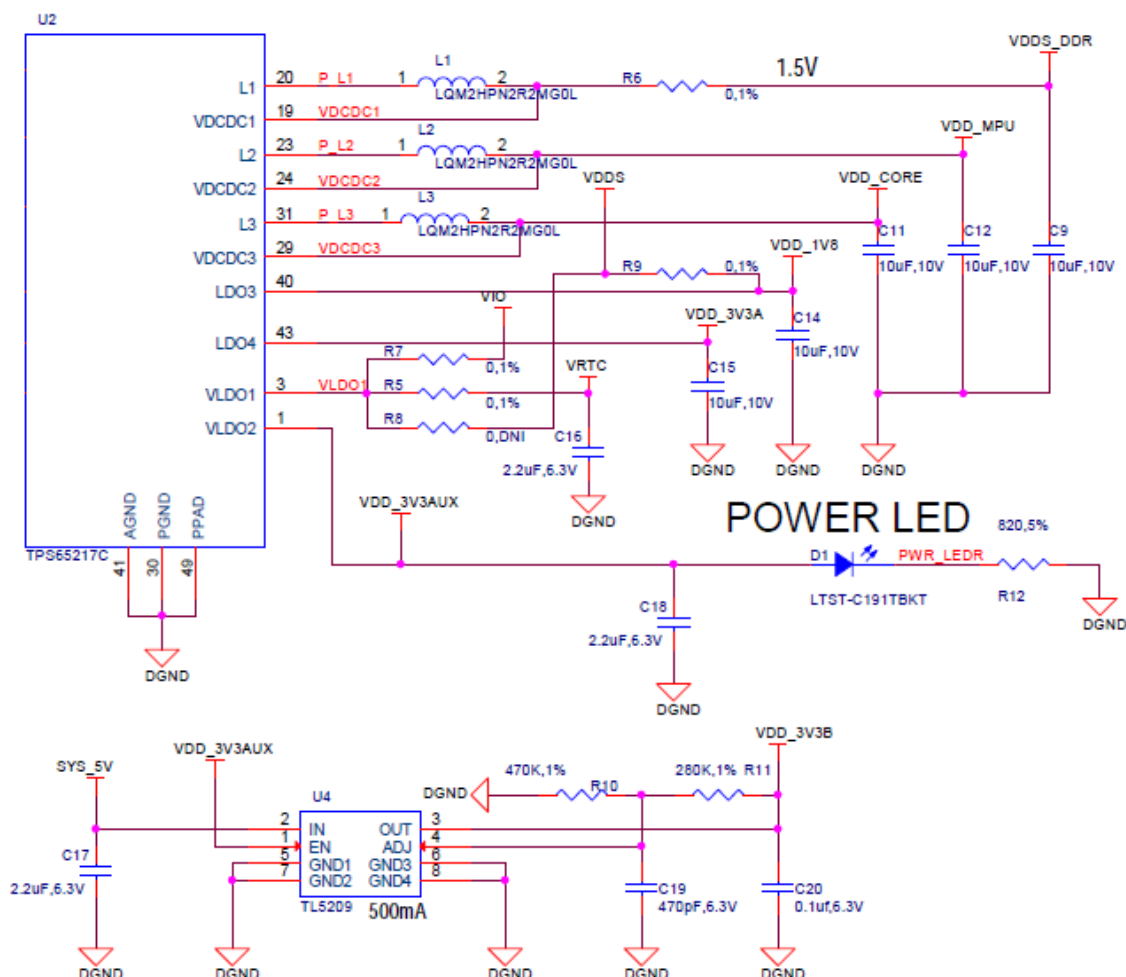 U2
L1
VDDS_DDR
L1 20 P_L1 1 2 R6 1.5V
LQM2HPN2R2MG0L 0,1%
VDCDC1 19 VDCDC1
L2 VDD_MPU
L2 23 P_L2 1 2
LQM2HPN2R2MG0L
VDCDC2 24 VDCDC2 VDDS VDD_CORE
L3
L3 31 P_L3 1 2
LQM2HPN2R2MG0L C11 C12 C9
VDCDC3 29 VDCDC3 VDD_1V8
R9 0,1% 10uF,10V 10uF,10V 10uF,10V
LDO3 40
VIO VDD_3V3A C14
LDO4 43
R7 10uF,10V
0,1% VRTC C15
VLDO1 3 VLDO1 R5
0,1% 10uF,10V
VLDO2 1 R8
0,DNI C16
DGND DGND DGND
2.2uF,6.3V
VDD_3V3AUX
DGND
POWER LED 820,5%
AGND PGND PPAD
TPS65217C
41 30 49
D1 PWR_LEDR
LTST-C191TBKT R12
C18 DGND
2.2uF,6.3V
DGND
DGND
VDD_3V3B
VDD_3V3AUX
SYS_5V 470K,1% R10 280K,1% R11
U4 DGND
2 IN OUT 3
1 EN ADJ 4
C17 5 GND1 GND3 6
7 GND2 GND4 8
2.2uF,6.3V C19 C20
TL5209 500mA 470pF,6.3V 0.1uf,6.3V
DGND DGND DGND DGND DGND